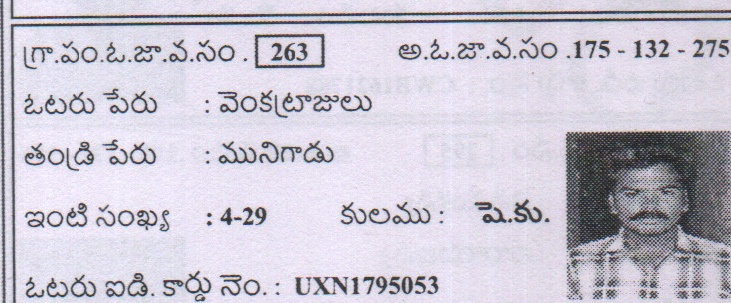 గ్రా.పం.ఓ.జా.వ.సం . 263 అ.ఓ.జా.వ.సం .175 - 132 - 275
ఓటరు పేరు : వెంకట్రాజులు
తండ్రి పేరు : మునిగాడు
ఇంటి సంఖ్య : 4-29 కులము : షె.కు.
ఓటరు ఐడి. కార్డు నెం. : UXN1795053